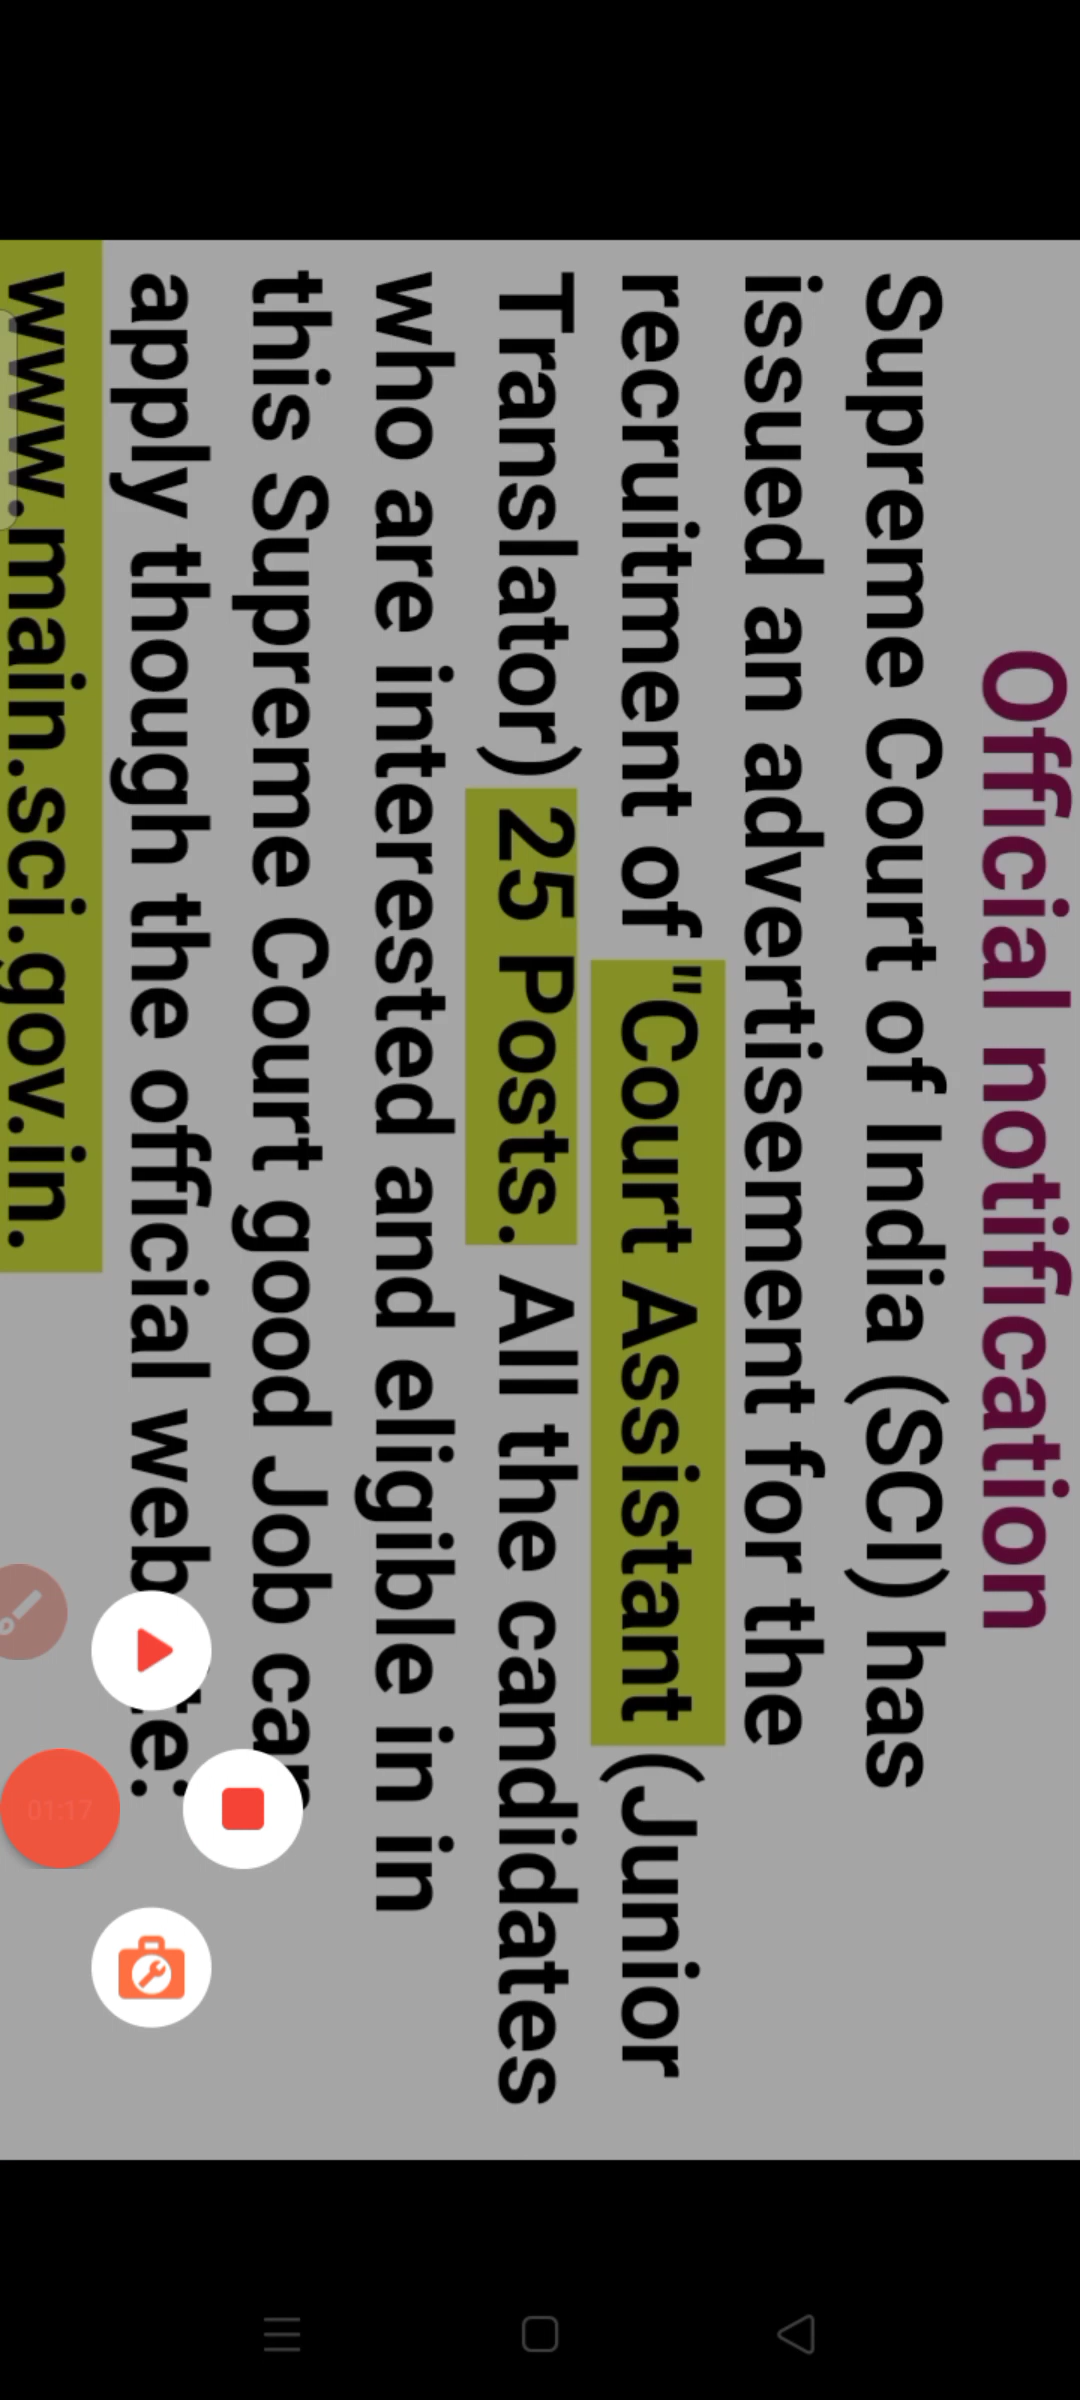 Official notification
Supreme Court of India (SCI) has
issued an advertisement for the
recruitment of "Court Assistant (Junior
Translator) 25 Posts. All the candidates
who are interested and eligible in in
this Supreme Court good Job can
apply though the official
www.main.sci.gov.in.
01:17